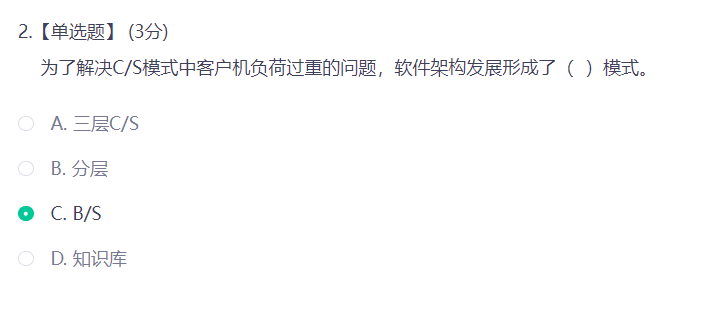 2.【单选题】 (3分)
为了解决C/S模式中客户机负荷过重的问题，软件架构发展形成了（ ）模式。
A. 三层C/S
B. 分层
C. B/S
D. 知识库